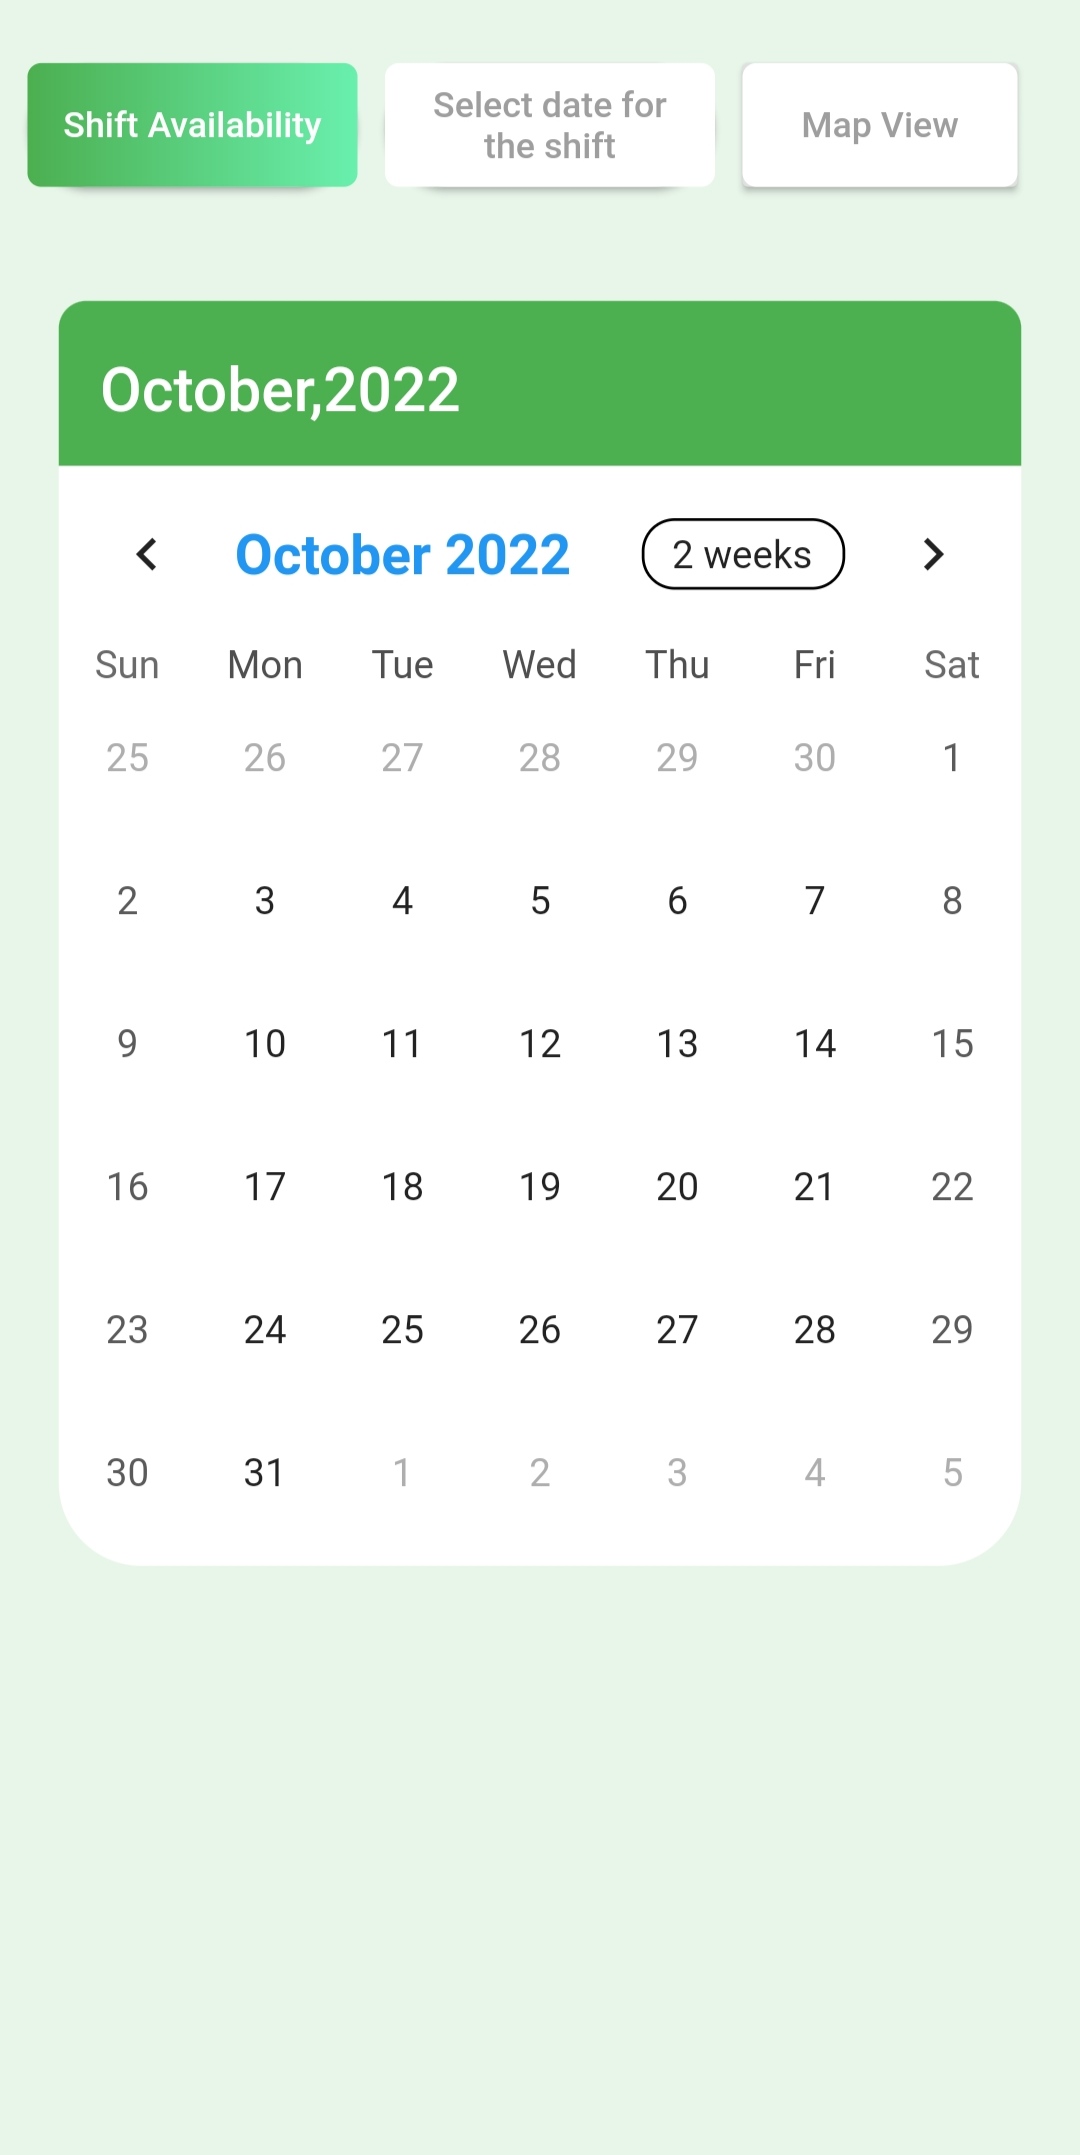 Shift Availability
Select date for
the shift
Map View
October,2022
October 2022
2 weeks
Sun Mon Tue Wed Thu Fri Sat
25 26 27 28 29 30 1
2 3 4 5 6 7 8
9 10 11 12 13 14 15
16 17 18 19 20 21 22
23 24 25 26 27 28 29
30 31 1 2 3 4 5